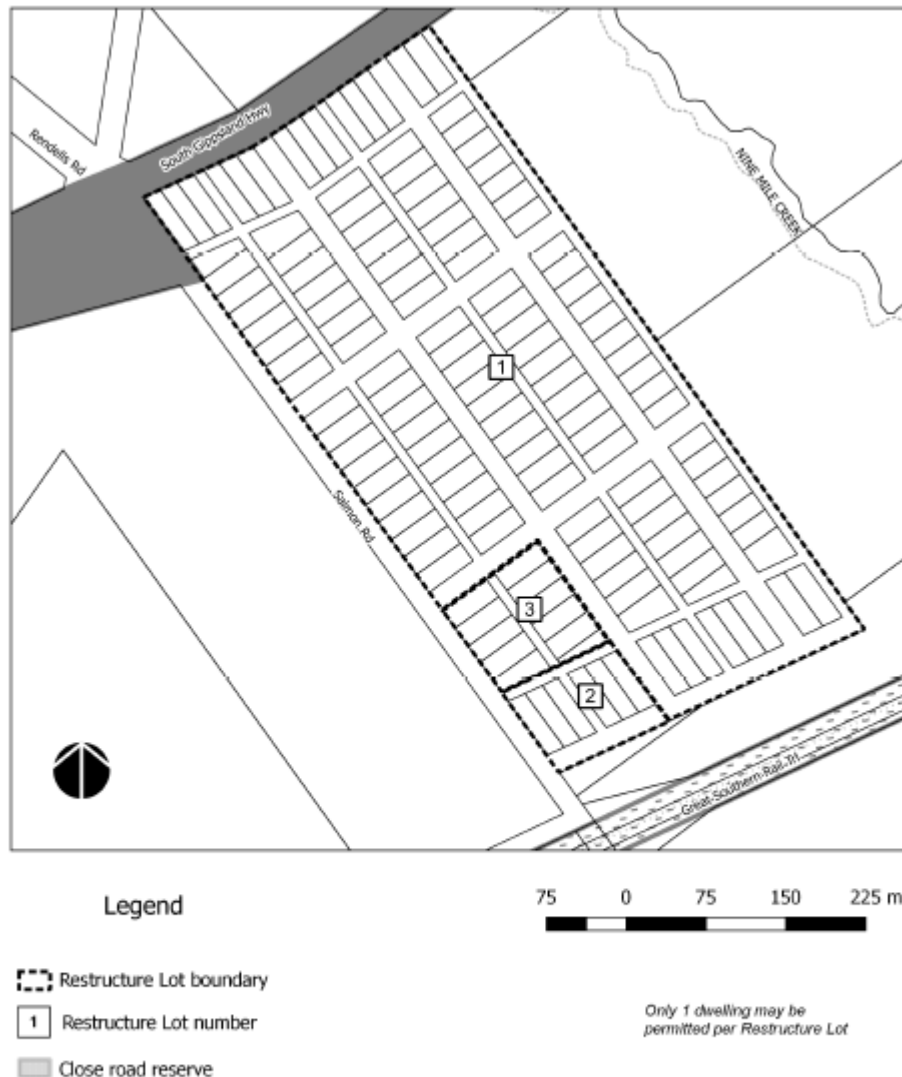 South Gippsland Hwy
Rendells Rd
NINE MILE CREEK
1
Salmon Rd
3
2
Great Southern Rail Trl
Legend
75 0 75 150 225 m
Restructure Lot boundary
1 Restructure Lot number
Only 1 dwelling may be
permitted per Restructure Lot
Close road reserve